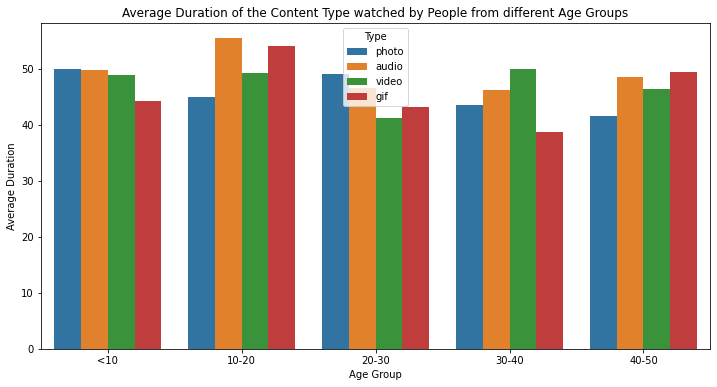 Average Duration of the Content Type watched by People from different Age Groups
Type
photo
audio
video
gif
Average Duration
50
40
30
20
10
0
<10
10-20
20-30
30-40
40-50
Age Group